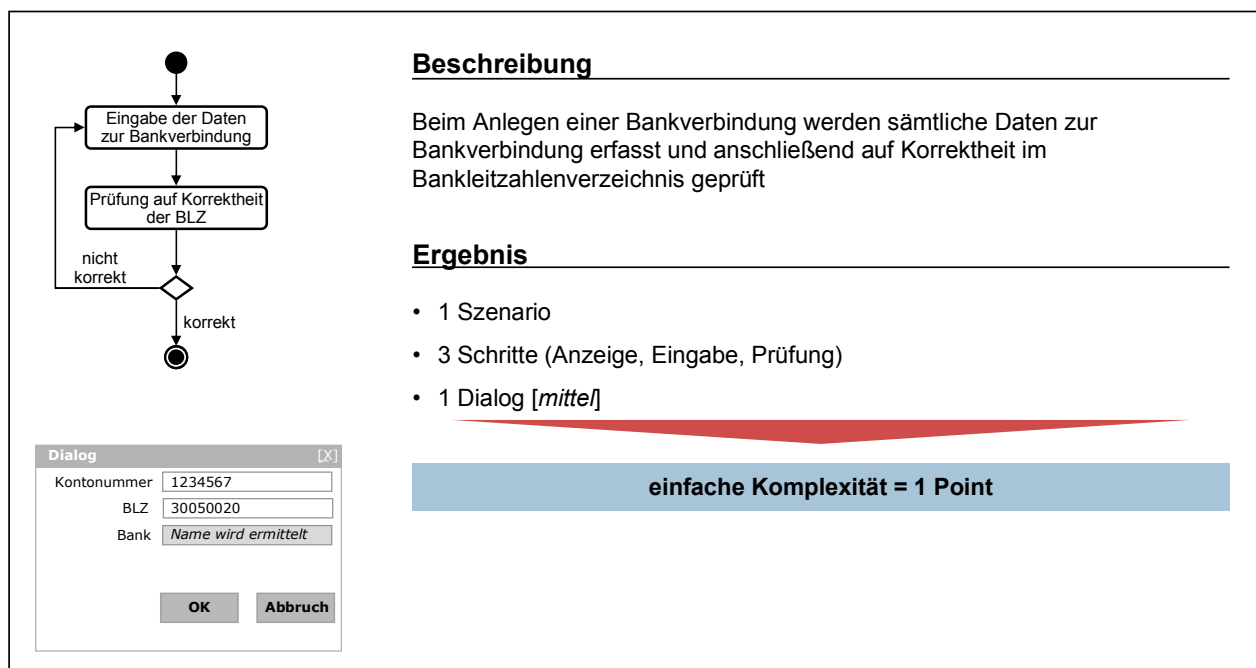 Eingabe der Daten
zur Bankverbindung
Prüfung auf Korrektheit
der BLZ
nicht
korrekt
korrekt
Dialog [X]
Kontonummer 1234567
BLZ 30050020
Bank Name wird ermittelt
OK Abbruch
Beschreibung
Beim Anlegen einer Bankverbindung werden sämtliche Daten zur
Bankverbindung erfasst und anschließend auf Korrektheit im
Bankleitzahlenverzeichnis geprüft
Ergebnis
• 1 Szenario
• 3 Schritte (Anzeige, Eingabe, Prüfung)
• 1 Dialog [mittel]
einfache Komplexität = 1 Point